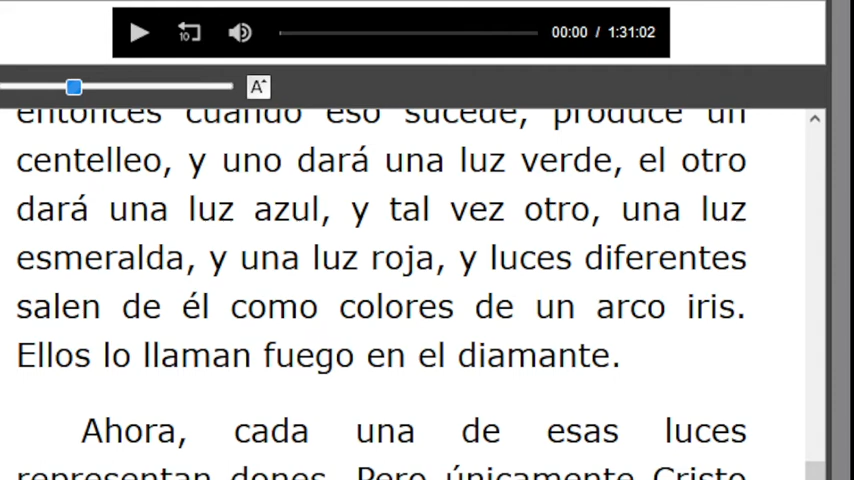 00:00 / 1:31:02
10
A
entonces cuando eso sucede, produce un
centelleo, y uno dará una luz verde, el otro
dará una luz azul, y tal vez otro, una luz
esmeralda, y una luz roja, y luces diferentes
salen de él como colores de un arco iris.
Ellos lo llaman fuego en el diamante.
Ahora, cada una de esas luces
representan dones. Pero únicamente Cristo